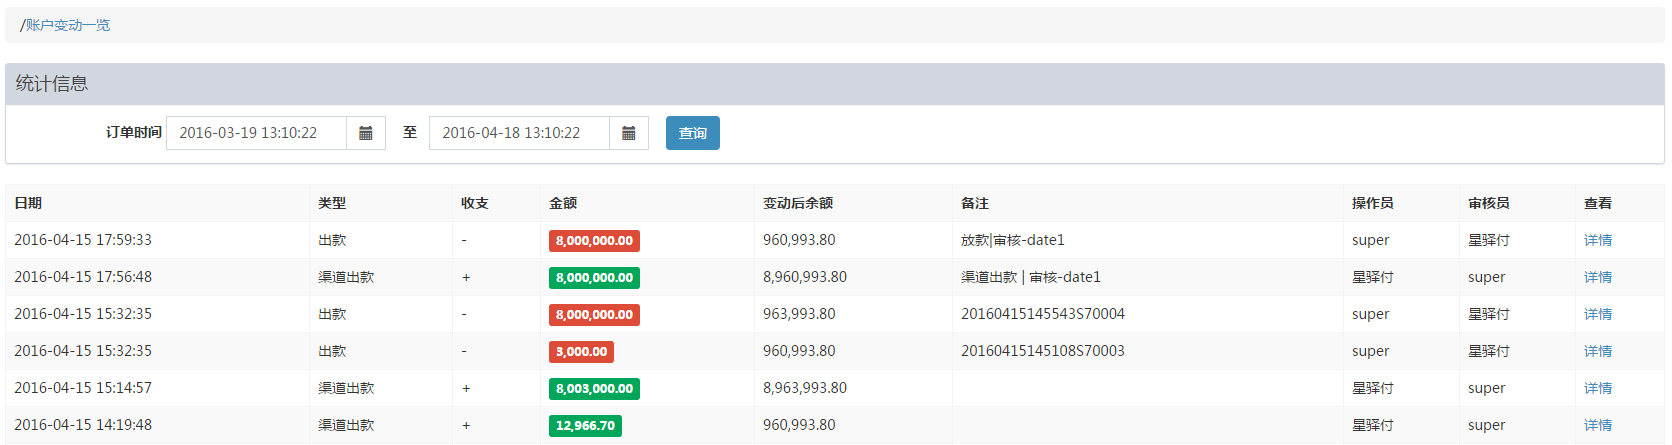 /账户变动一览
统计信息
订单时间 2016-03-19 13:10:22 至 2016-04-18 13:10:22 查询
日期 类型 收支 金额 变动后余额 备注 操作员 审核员 查看
2016-04-15 17:59:33 出款 - 8,000,000.00 960,993.80 放款|审核-date1 super 星驿付 详情
2016-04-15 17:56:48 渠道出款 + 8,000,000.00 8,960,993.80 渠道出款 | 审核-date1 星驿付 super 详情
2016-04-15 15:32:35 出款 - 8,000,000.00 963,993.80 20160415145543S70004 super 星驿付 详情
2016-04-15 15:32:35 出款 - 3,000.00 960,993.80 20160415145108S70003 super 星驿付 详情
2016-04-15 15:14:57 渠道出款 + 8,003,000.00 8,963,993.80 星驿付 super 详情
2016-04-15 14:19:48 渠道出款 + 12,966.70 960,993.80 星驿付 super 详情